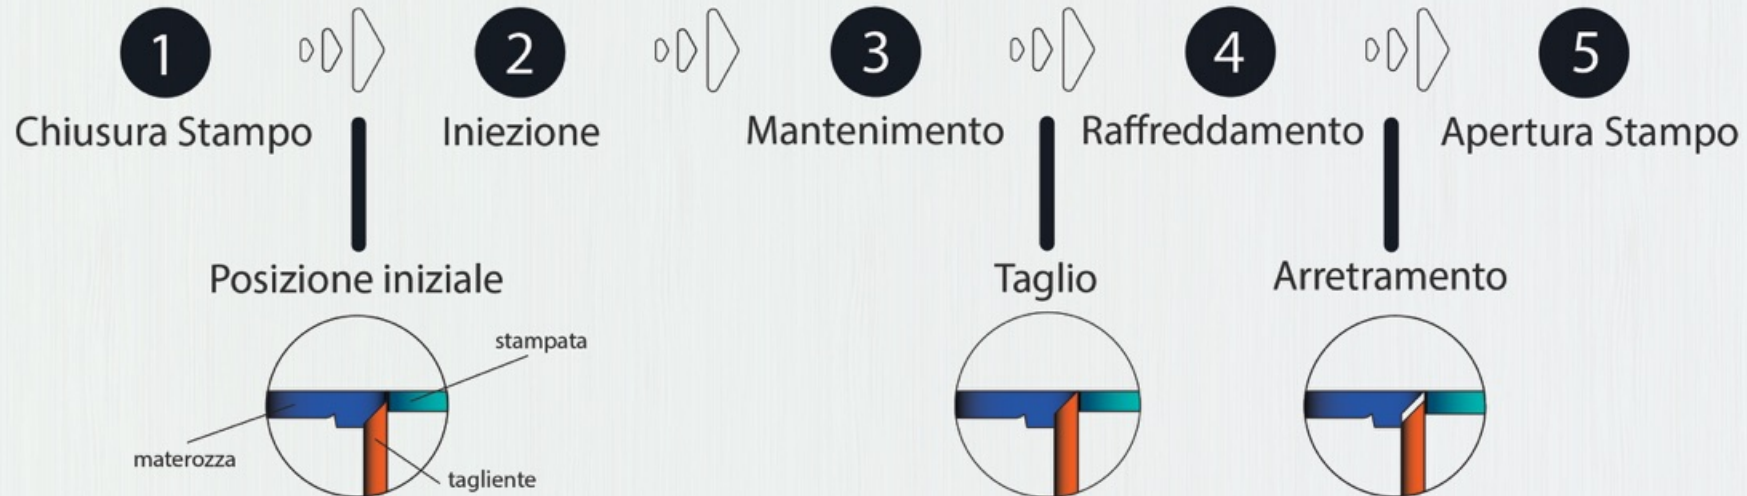 1
2
3
4
5
Chiusura Stampo
Iniezione
Mantenimento
Raffreddamento
Apertura Stampo
Posizione iniziale
Taglio
Arretramento
stampata
materozza
tagliente